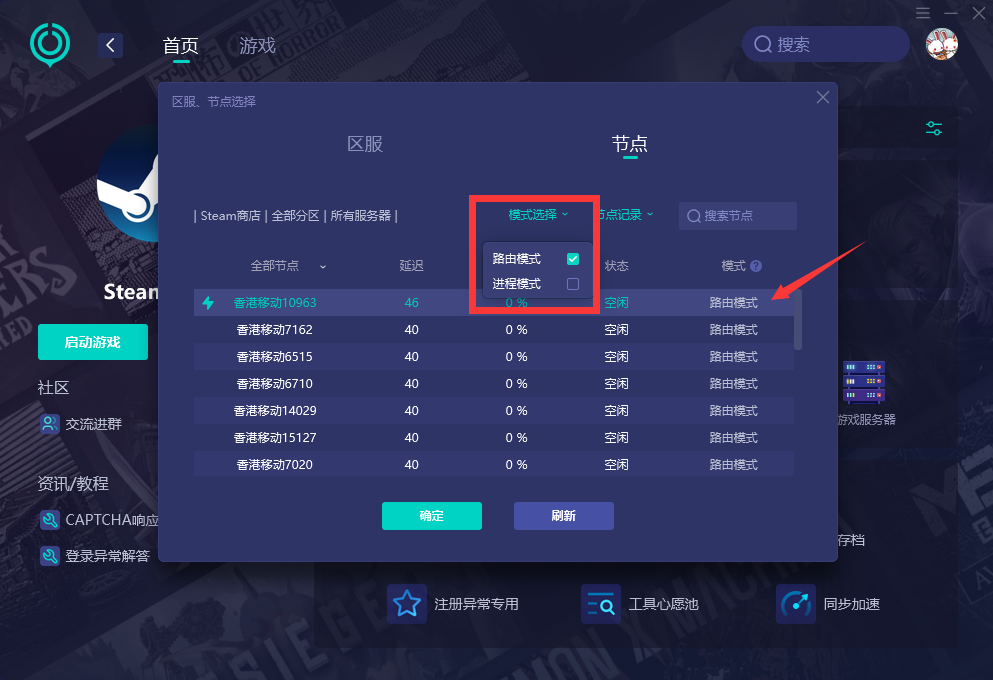 首页 游戏 搜索
区服、节点选择
区服 节点
| Steam商店 | 全部分区 | 所有服务器 | 模式选择 节点记录 搜索节点
路由模式
进程模式
全部节点 延迟 状态 模式 ?
香港移动10963 46 0 % 空闲 路由模式
香港移动7162 40 0 % 空闲 路由模式
香港移动6515 40 0 % 空闲 路由模式
香港移动6710 40 0 % 空闲 路由模式
香港移动14029 40 0 % 空闲 路由模式
香港移动15127 40 0 % 空闲 路由模式
香港移动7020 40 0 % 空闲 路由模式
确定 刷新
Steam
启动游戏
社区
交流进群
资讯/教程
CAPTCHA响应
登录异常解答
游戏服务器
存档
注册异常专用 工具心愿池 同步加速